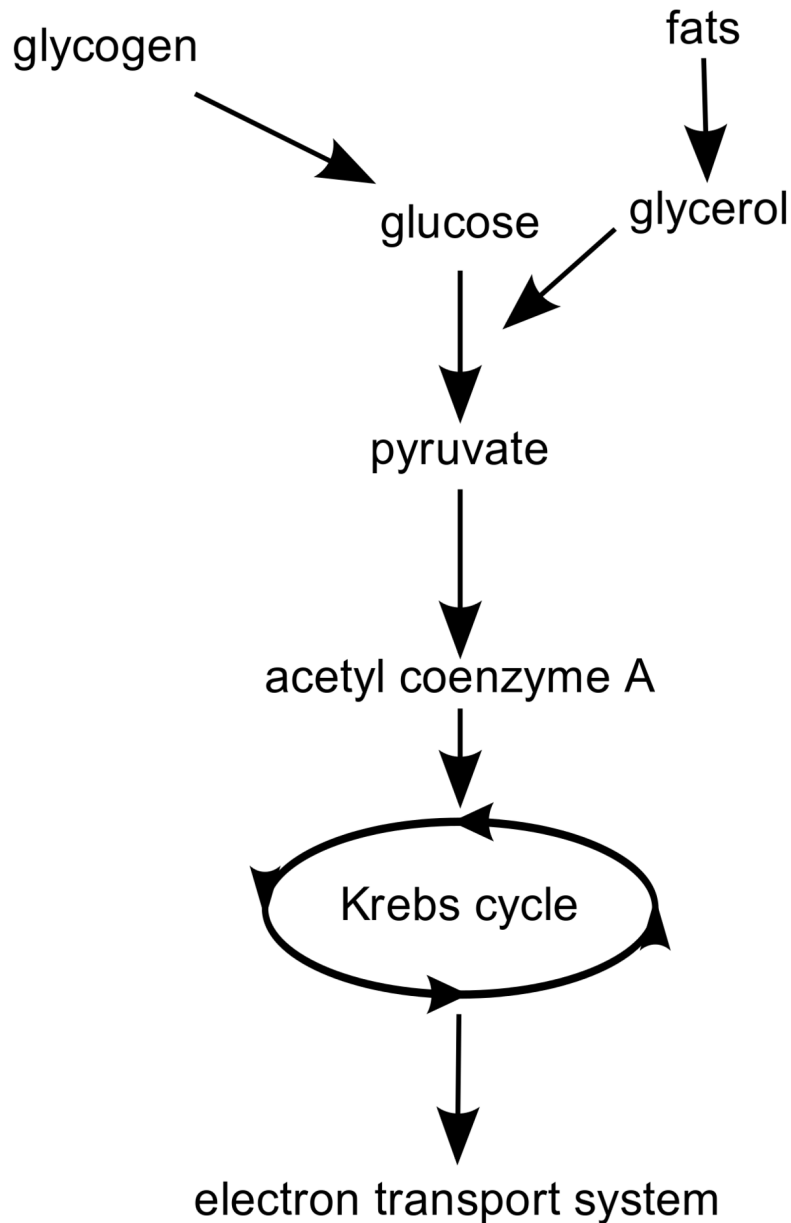 glycogen
fats
glucose
glycerol
pyruvate
acetyl coenzyme A
Krebs cycle
electron transport system